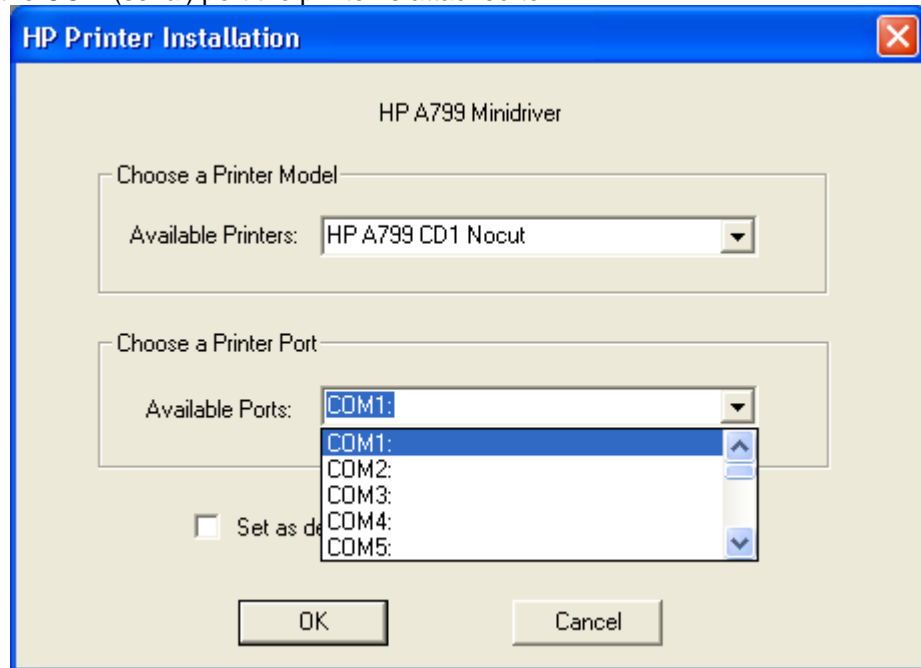 HP Printer Installation
HP A799 Minidriver
Choose a Printer Model
Available Printers: HP A799 CD1 Nocut
Choose a Printer Port
Available Ports: COM1:
COM1:
COM2:
COM3:
COM4:
COM5:
Set as de
OK Cancel